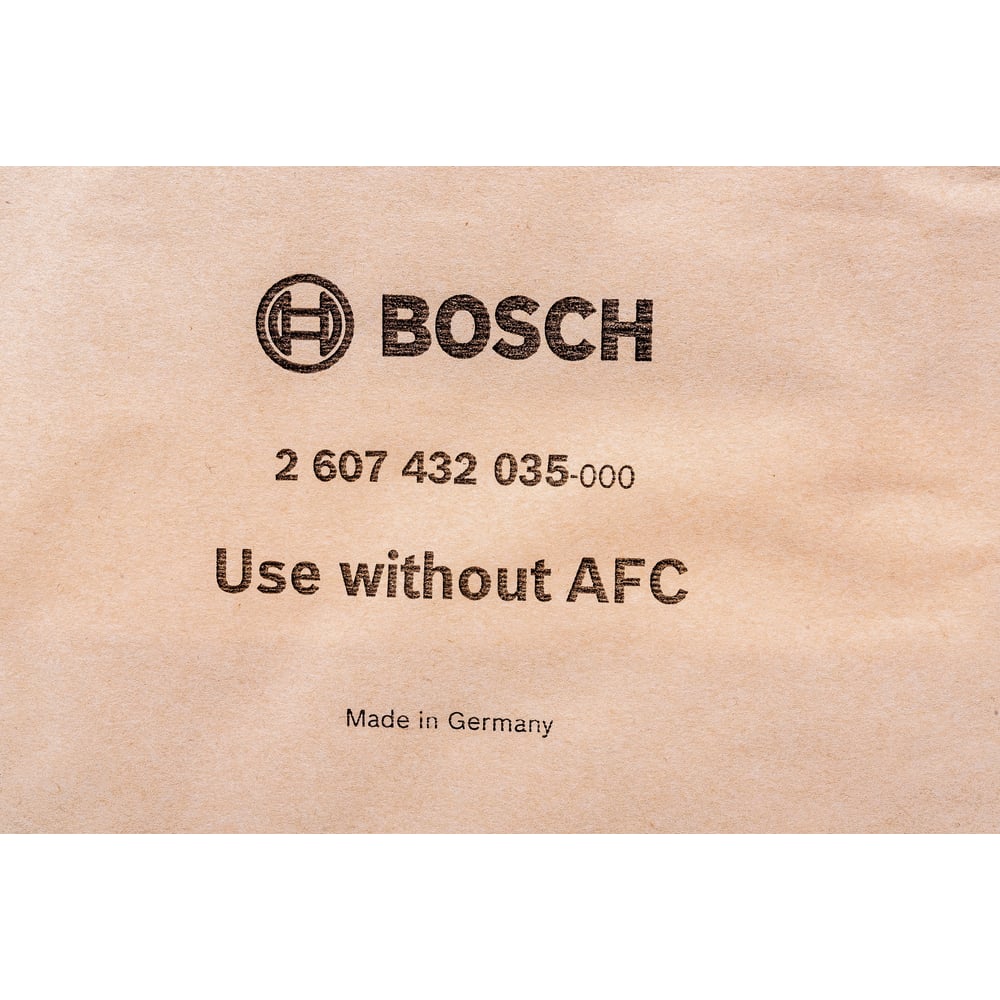 BOSCH
2 607 432 035-000
Use without AFC
Made in Germany